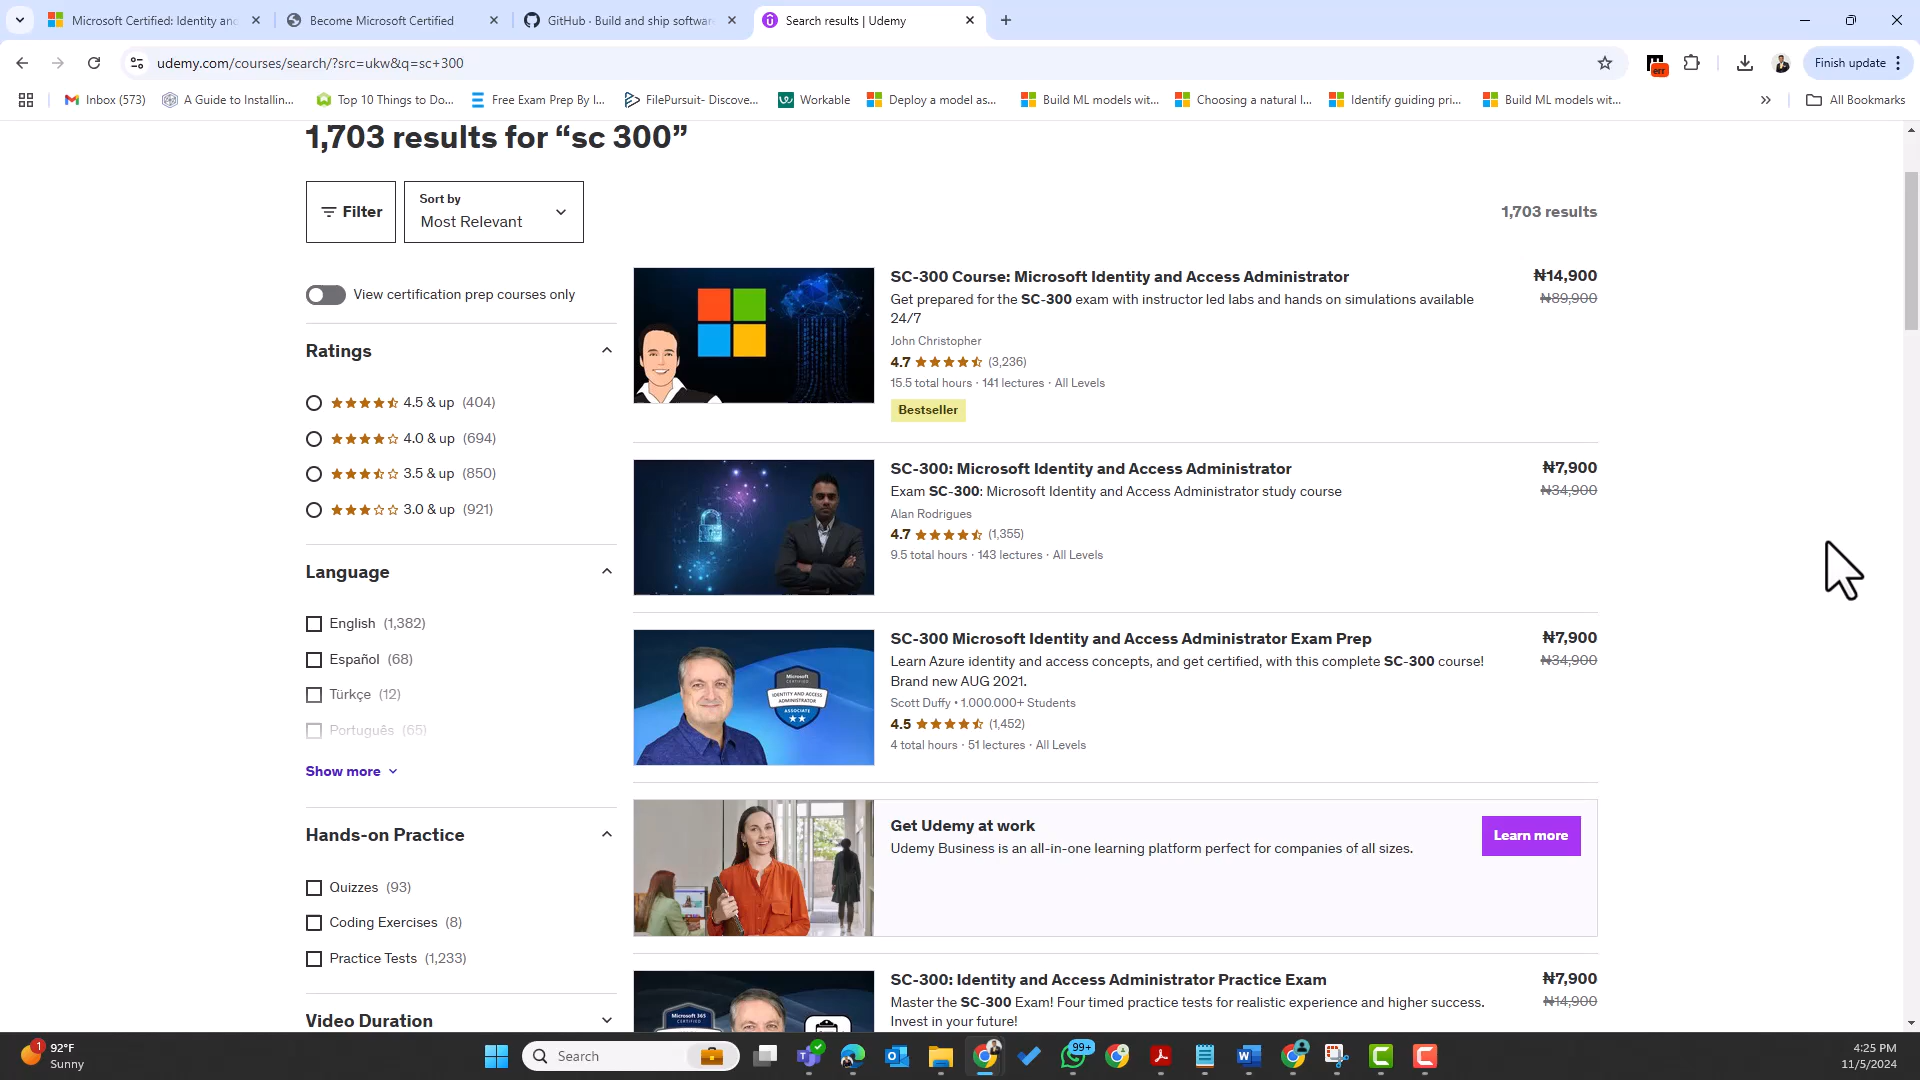 Microsoft Certified: Identity and
Become Microsoft Certified
GitHub · Build and ship software
Search results | Udemy
udemy.com/courses/search/?src=ukw&q=sc+300
err
Finish update
Inbox (573)
A Guide to Installin...
Top 10 Things to Do...
Free Exam Prep By I...
FilePursuit- Discove...
Workable
Deploy a model as...
Build ML models wit...
Choosing a natural l...
Identify guiding pri...
Build ML models wit...
All Bookmarks
1,703 results for “sc 300”
Filter
Sort by
Most Relevant
1,703 results
View certification prep courses only
Ratings
4.5 & up (404)
4.0 & up (694)
3.5 & up (850)
3.0 & up (921)
Language
English (1,382)
Español (68)
Türkçe (12)
Português (65)
Show more
Hands-on Practice
Quizzes (93)
Coding Exercises (8)
Practice Tests (1,233)
Video Duration
SC-300 Course: Microsoft Identity and Access Administrator
₦14,900
Get prepared for the SC-300 exam with instructor led labs and hands on simulations available
24/7
₦89,900
John Christopher
4.7 (3,236)
15.5 total hours · 141 lectures · All Levels
Bestseller
SC-300: Microsoft Identity and Access Administrator
₦7,900
Exam SC-300: Microsoft Identity and Access Administrator study course
₦34,900
Alan Rodrigues
4.7 (1,355)
9.5 total hours · 143 lectures · All Levels
Microsoft
CERTIFIED
IDENTITY AND ACCESS
ADMINISTRATOR
ASSOCIATE
SC-300 Microsoft Identity and Access Administrator Exam Prep
₦7,900
Learn Azure identity and access concepts, and get certified, with this complete SC-300 course!
Brand new AUG 2021.
₦34,900
Scott Duffy • 1.000.000+ Students
4.5 (1,452)
4 total hours · 51 lectures · All Levels
Get Udemy at work
Udemy Business is an all-in-one learning platform perfect for companies of all sizes.
Learn more
Microsoft 365
CERTIFIED
SC-300: Identity and Access Administrator Practice Exam
₦7,900
Master the SC-300 Exam! Four timed practice tests for realistic experience and higher success.
Invest in your future!
₦14,900
1
92°F
Sunny
Search
99+
4:25 PM
11/5/2024